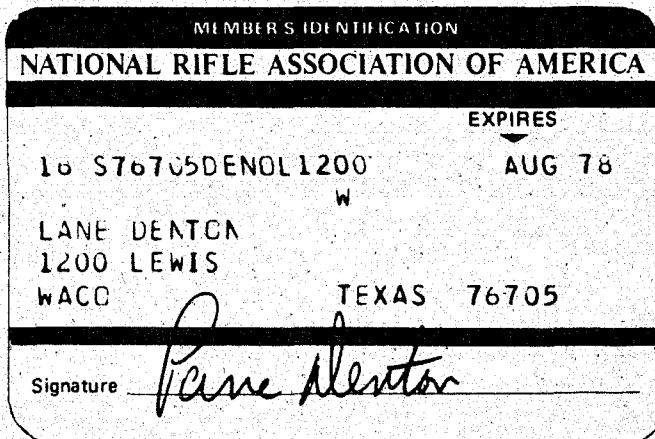 MEMBER'S IDENTIFICATION
NATIONAL RIFLE ASSOCIATION OF AMERICA
EXPIRES
16 S76705DENOL1200 AUG 78
W
LANE DENTON
1200 LEWIS
WACO TEXAS 76705
Signature Lane Denton